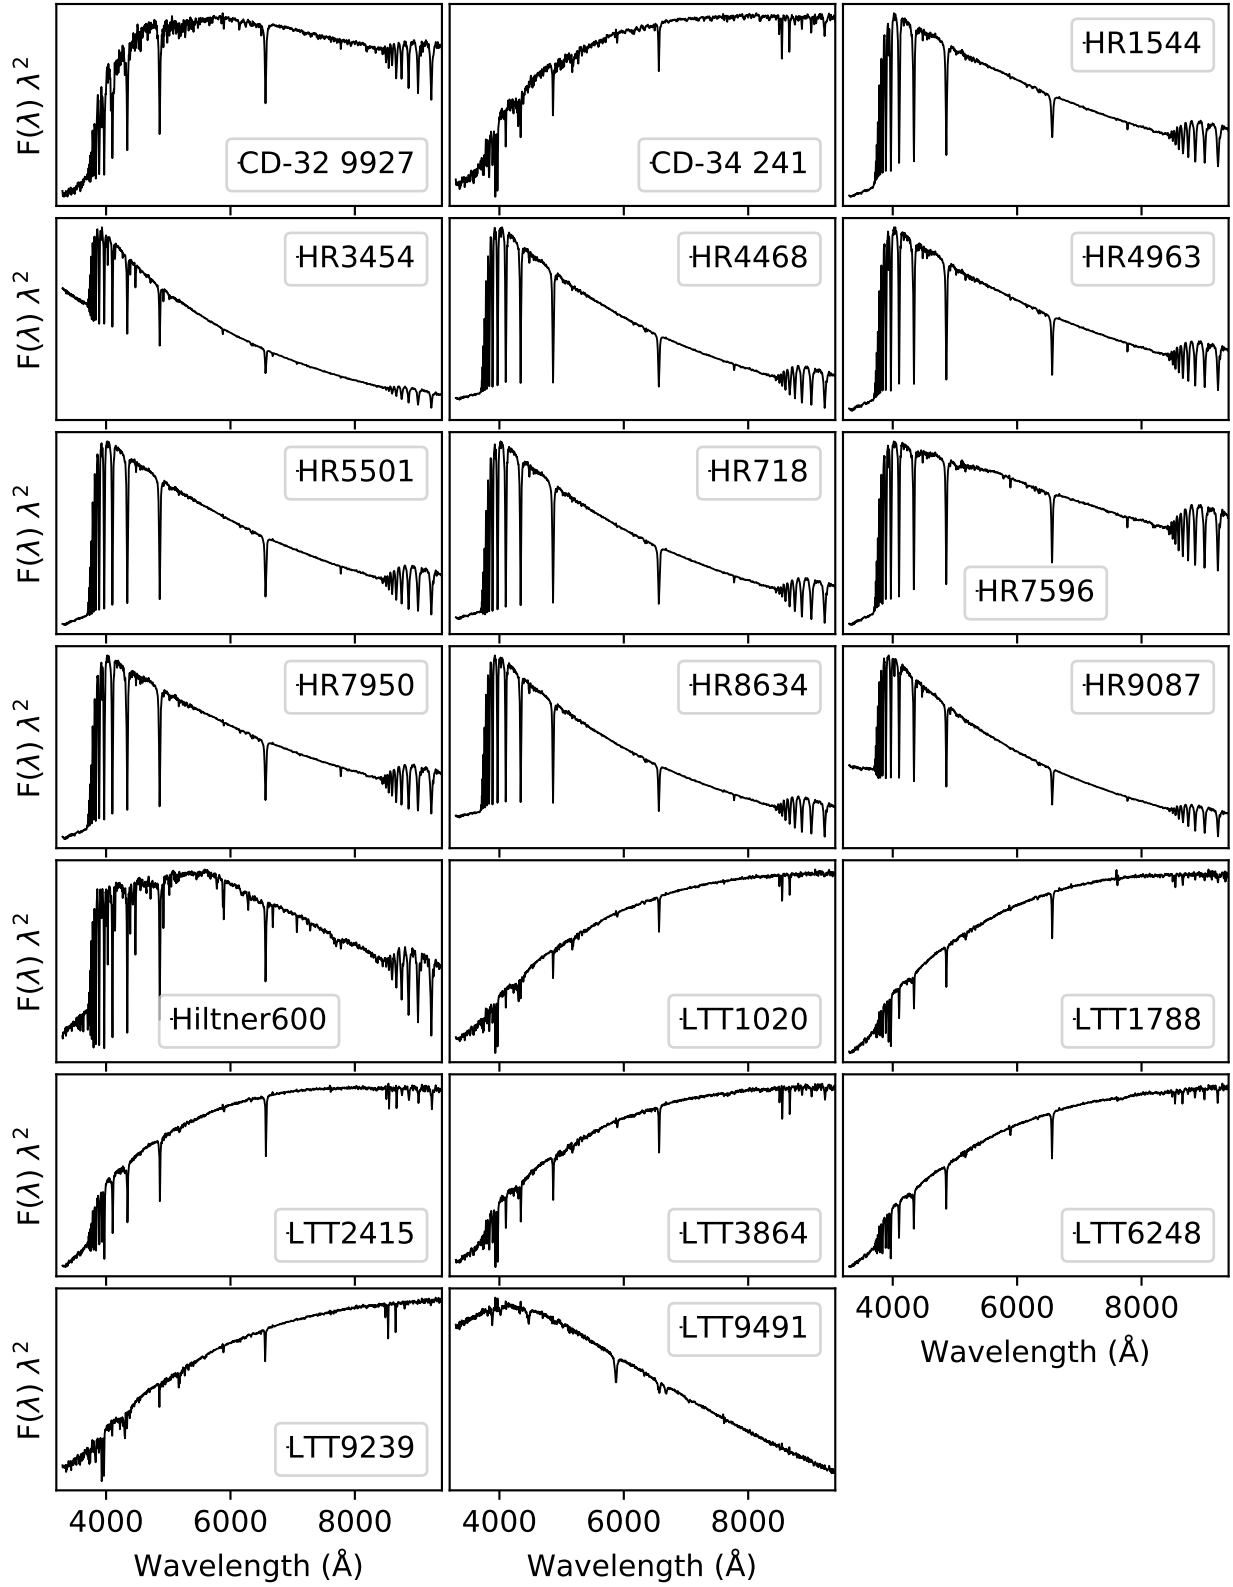 F(λ) λ²
CD-32 9927
CD-34 241
HR1544
F(λ) λ²
HR3454
HR4468
HR4963
F(λ) λ²
HR5501
HR718
HR7596
F(λ) λ²
HR7950
HR8634
HR9087
F(λ) λ²
Hiltner600
LTT1020
LTT1788
F(λ) λ²
LTT2415
LTT3864
LTT6248
4000 6000 8000
Wavelength (Å)
F(λ) λ²
LTT9239
LTT9491
4000 6000 8000
Wavelength (Å)
4000 6000 8000
Wavelength (Å)